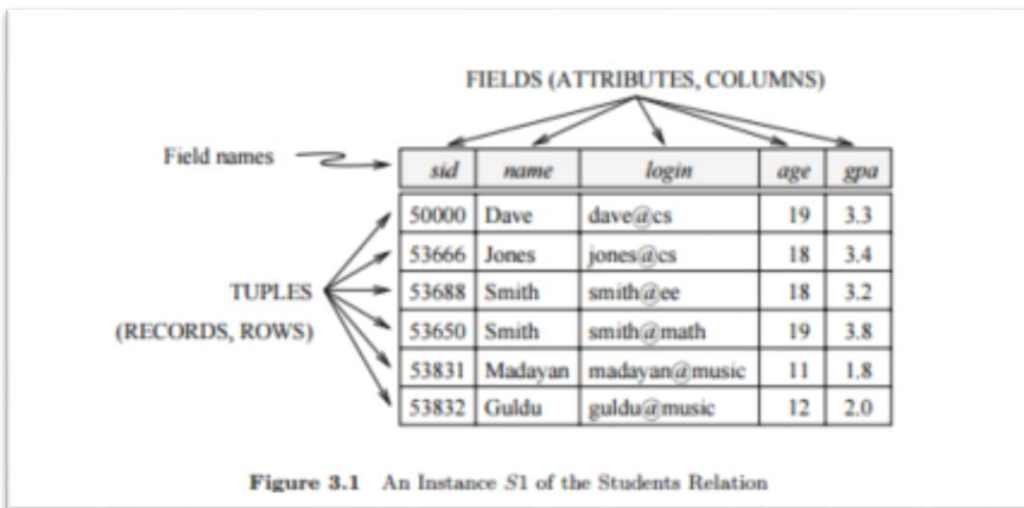 FIELDS (ATTRIBUTES, COLUMNS)
Field names
sid name login age gpa
50000 Dave dave@cs 19 3.3
53666 Jones jones@cs 18 3.4
TUPLES 53688 Smith smith@ee 18 3.2
(RECORDS, ROWS) 53650 Smith smith@math 19 3.8
53831 Madayan madayan@music 11 1.8
53832 Guldu guldu@music 12 2.0
Figure 3.1 An Instance S1 of the Students Relation